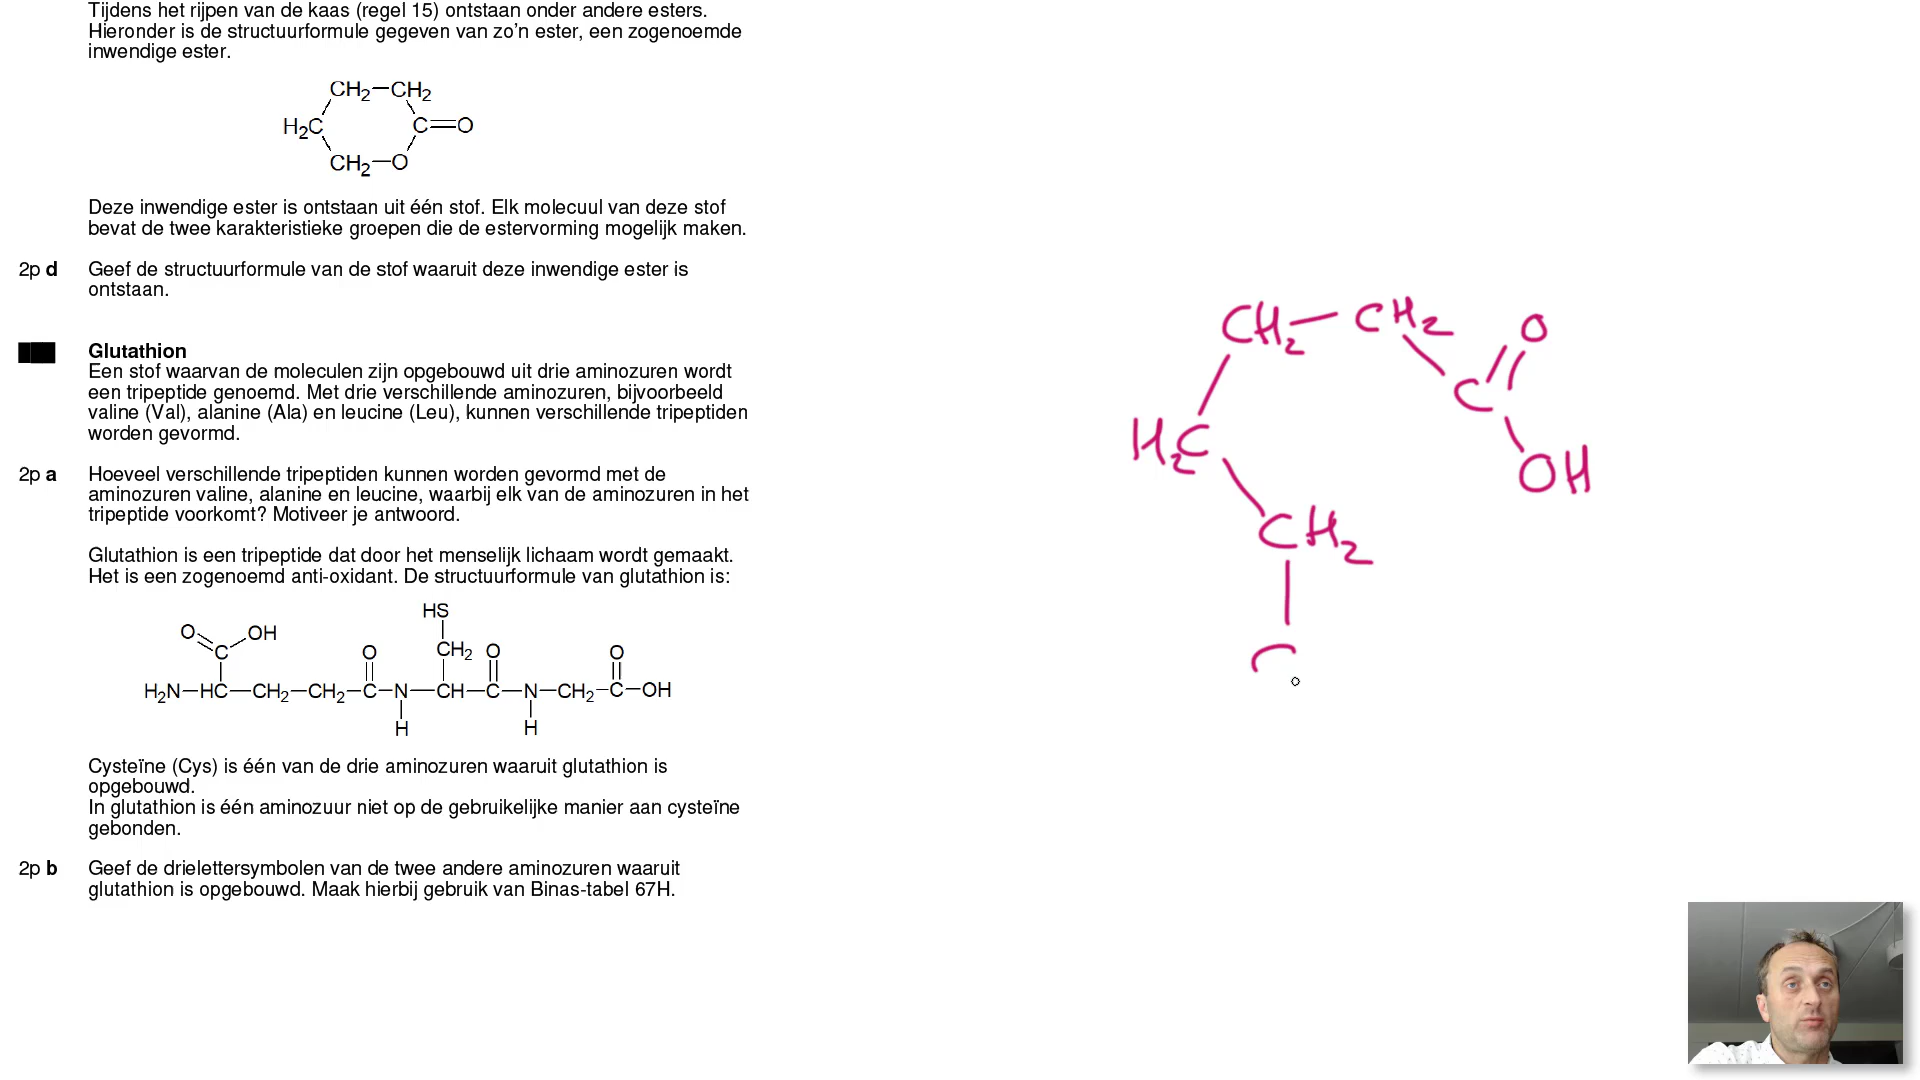 Tijdens het rijpen van de kaas (regel 15) ontstaan onder andere esters.
Hieronder is de structuurformule gegeven van zo'n ester, een zogenoemde
inwendige ester.
CH2–CH2
H2C C=O
CH2–O
Deze inwendige ester is ontstaan uit één stof. Elk molecuul van deze stof
bevat de twee karakteristieke groepen die de estervorming mogelijk maken.
2p d Geef de structuurformule van de stof waaruit deze inwendige ester is
ontstaan.
Glutathion
Een stof waarvan de moleculen zijn opgebouwd uit drie aminozuren wordt
een tripeptide genoemd. Met drie verschillende aminozuren, bijvoorbeeld
valine (Val), alanine (Ala) en leucine (Leu), kunnen verschillende tripeptiden
worden gevormd.
2p a Hoeveel verschillende tripeptiden kunnen worden gevormd met de
aminozuren valine, alanine en leucine, waarbij elk van de aminozuren in het
tripeptide voorkomt? Motiveer je antwoord.
Glutathion is een tripeptide dat door het menselijk lichaam wordt gemaakt.
Het is een zogenoemd anti-oxidant. De structuurformule van glutathion is:
HS
O OH
C O CH2 O O
H2N–HC–CH2–CH2–C–N–CH–C–N–CH2–C–OH
H H
Cysteïne (Cys) is één van de drie aminozuren waaruit glutathion is
opgebouwd.
In glutathion is één aminozuur niet op de gebruikelijke manier aan cysteïne
gebonden.
2p b Geef de drielettersymbolen van de twee andere aminozuren waaruit
glutathion is opgebouwd. Maak hierbij gebruik van Binas-tabel 67H.
CH2–CH2 O
C
H2C OH
CH2